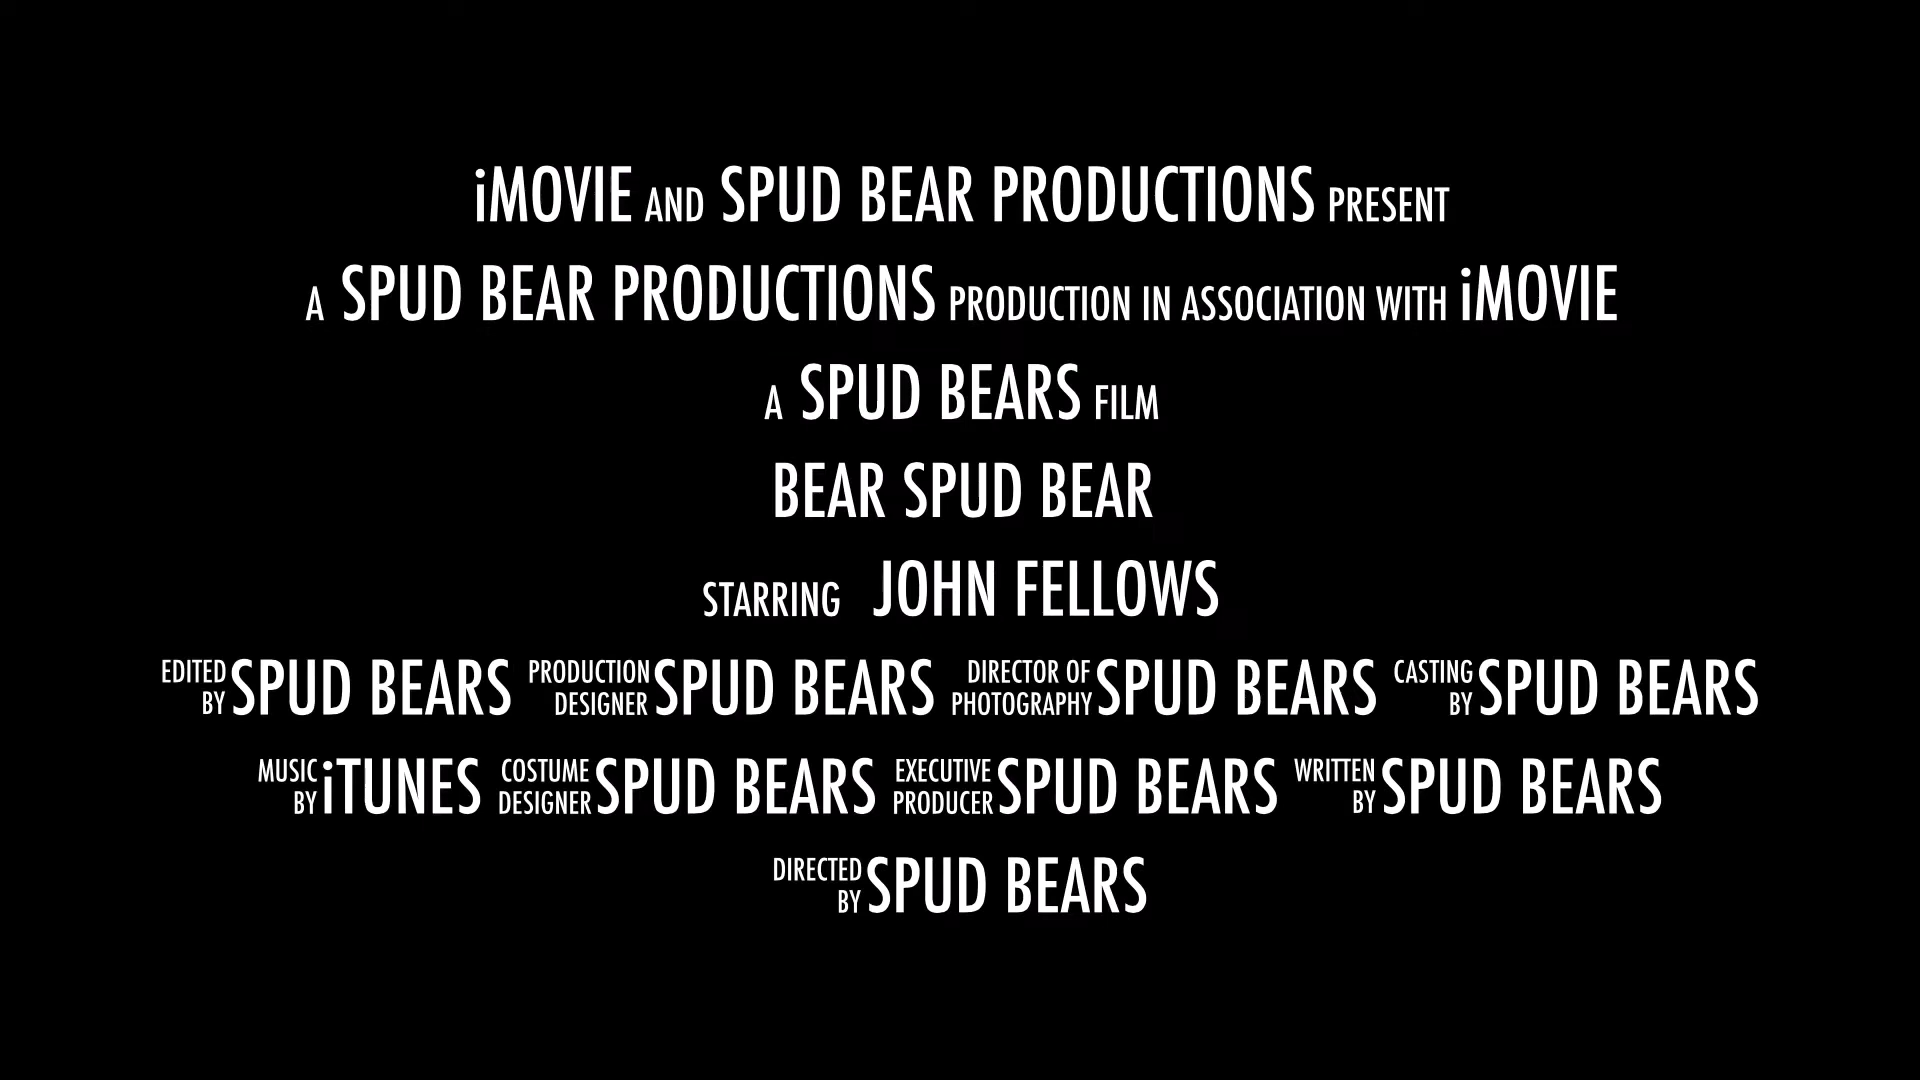 iMOVIE AND SPUD BEAR PRODUCTIONS PRESENT
A SPUD BEAR PRODUCTIONS PRODUCTION IN ASSOCIATION WITH iMOVIE
A SPUD BEARS FILM
BEAR SPUD BEAR
STARRING JOHN FELLOWS
EDITED BY SPUD BEARS PRODUCTION DESIGNER SPUD BEARS DIRECTOR OF PHOTOGRAPHY SPUD BEARS CASTING BY SPUD BEARS
MUSIC BY iTUNES COSTUME DESIGNER SPUD BEARS EXECUTIVE PRODUCER SPUD BEARS WRITTEN BY SPUD BEARS
DIRECTED BY SPUD BEARS